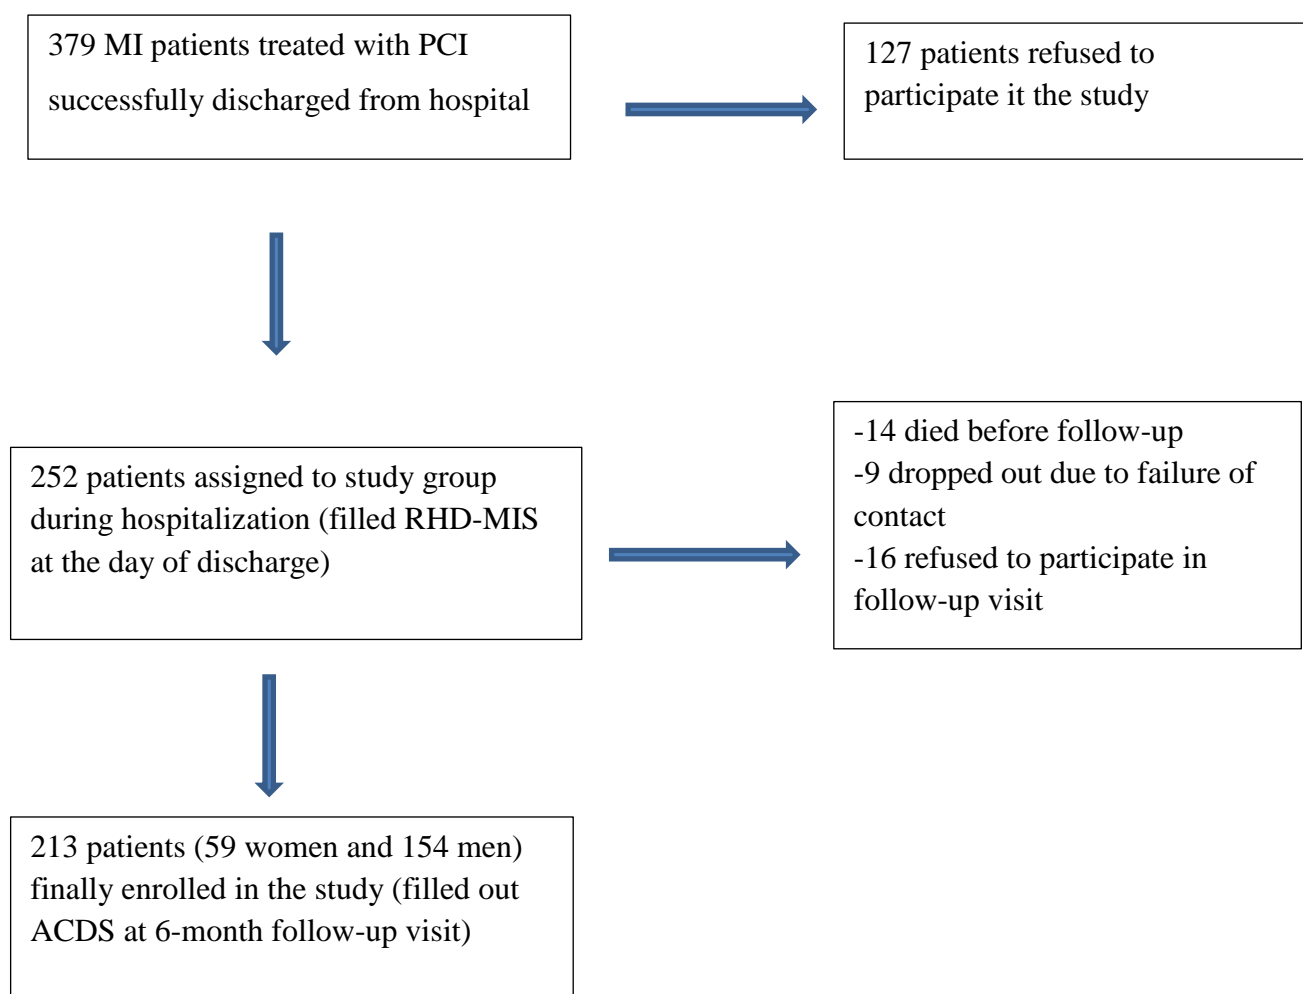 379 MI patients treated with PCI
successfully discharged from hospital
127 patients refused to
participate it the study
252 patients assigned to study group
during hospitalization (filled RHD-MIS
at the day of discharge)
-14 died before follow-up
-9 dropped out due to failure of
contact
-16 refused to participate in
follow-up visit
213 patients (59 women and 154 men)
finally enrolled in the study (filled out
ACDS at 6-month follow-up visit)